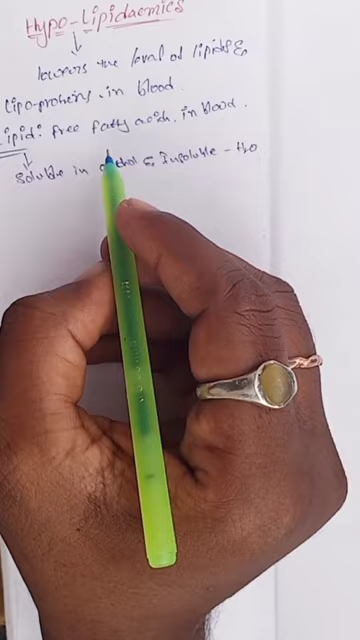 Hypo-Lipidaemics
lowers the level of lipids &
Lipo-proteins in blood.
Lipid: free fatty acid. in blood.
Soluble in & Insoluble - H2O